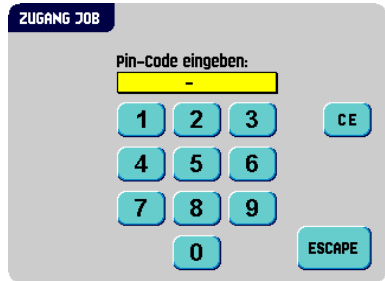 ZUGANG JOB
Pin-Code eingeben:
-
1 2 3 CE
4 5 6
7 8 9
0 ESCAPE